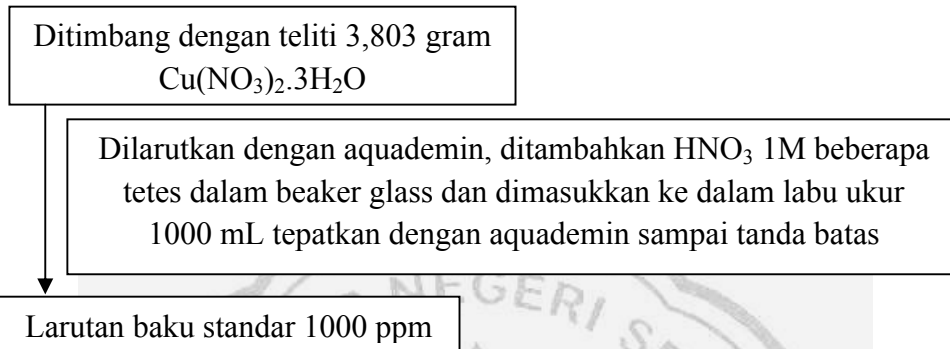 Ditimbang dengan teliti 3,803 gram
Cu(NO₃)₂.3H₂O
Dilarutkan dengan aquademin, ditambahkan HNO₃ 1M beberapa
tetes dalam beaker glass dan dimasukkan ke dalam labu ukur
1000 mL tepatkan dengan aquademin sampai tanda batas
NEGERI
Larutan baku standar 1000 ppm